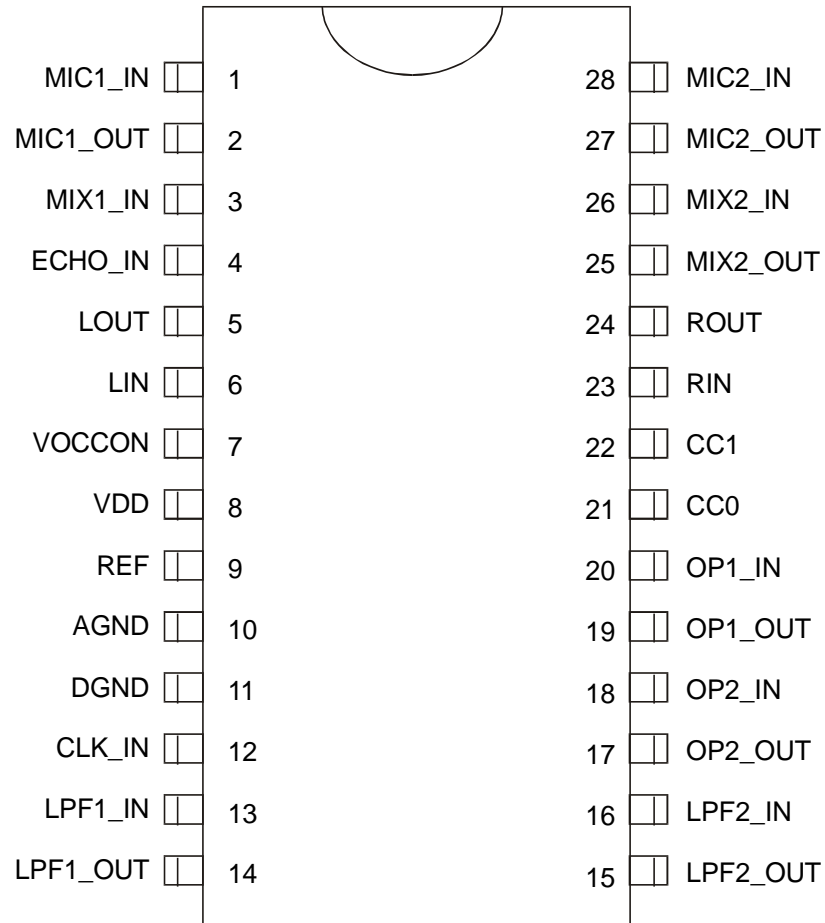 MIC1_IN 1 28 MIC2_IN
MIC1_OUT 2 27 MIC2_OUT
MIX1_IN 3 26 MIX2_IN
ECHO_IN 4 25 MIX2_OUT
LOUT 5 24 ROUT
LIN 6 23 RIN
VOCCON 7 22 CC1
VDD 8 21 CC0
REF 9 20 OP1_IN
AGND 10 19 OP1_OUT
DGND 11 18 OP2_IN
CLK_IN 12 17 OP2_OUT
LPF1_IN 13 16 LPF2_IN
LPF1_OUT 14 15 LPF2_OUT